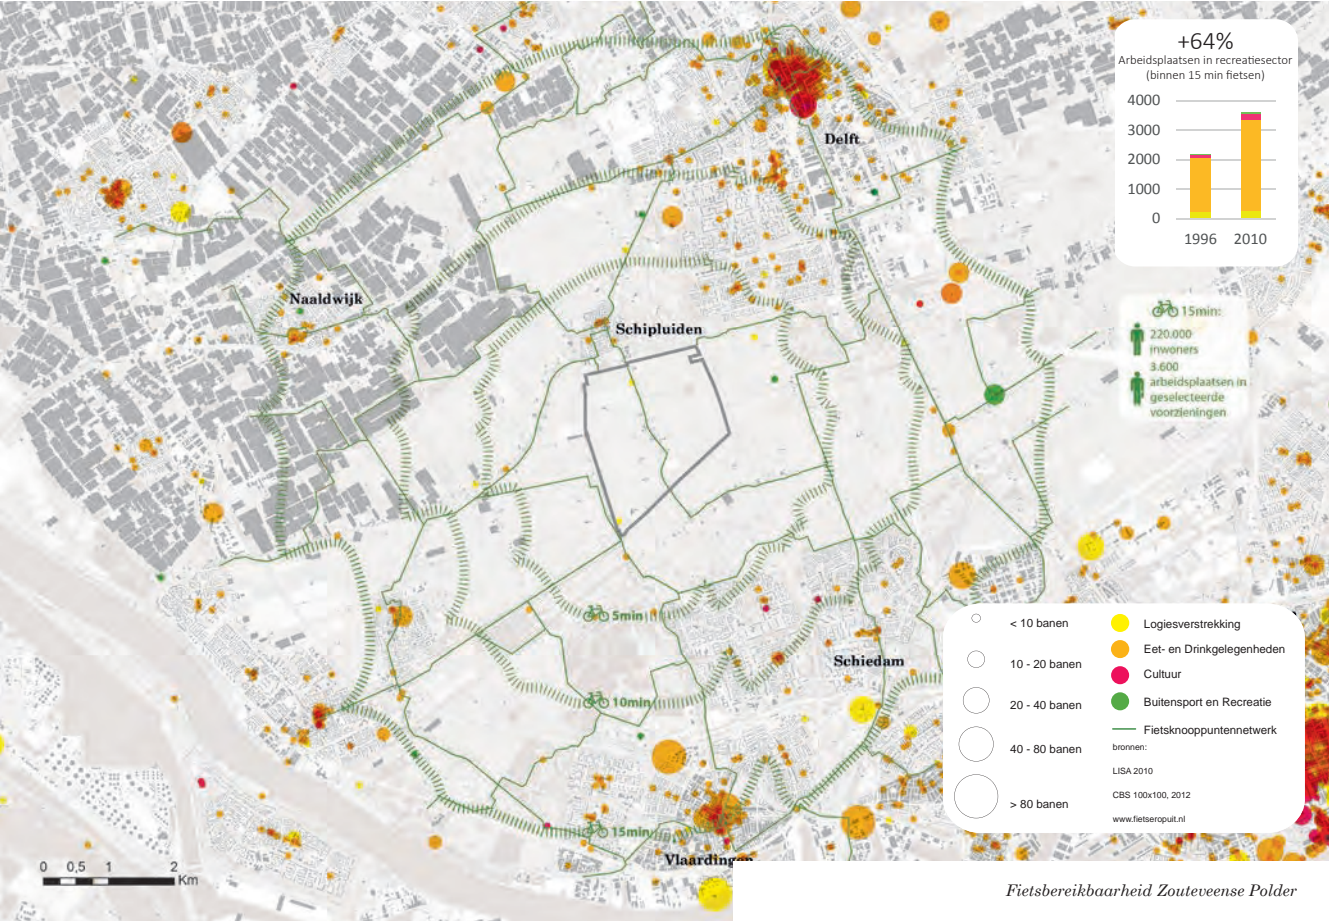 +64%
Arbeidsplaatsen in recreatiesector
(binnen 15 min fietsen)
4000
3000
2000
1000
0
1996 2010
Delft
Naaldwijk
Schipluiden
15min:
220.000
inwoners
3.600
arbeidsplaatsen in
geselecteerde
voorzieningen
5min
Schiedam
10min
15min
Vlaardingen
< 10 banen
10 - 20 banen
20 - 40 banen
40 - 80 banen
> 80 banen
Logiesverstrekking
Eet- en Drinkgelegenheden
Cultuur
Buitensport en Recreatie
Fietsknooppuntennetwerk
bronnen:
LISA 2010
CBS 100x100, 2012
www.fietseropuit.nl
0 0,5 1 2
Km
Fietsbereikbaarheid Zouteveense Polder